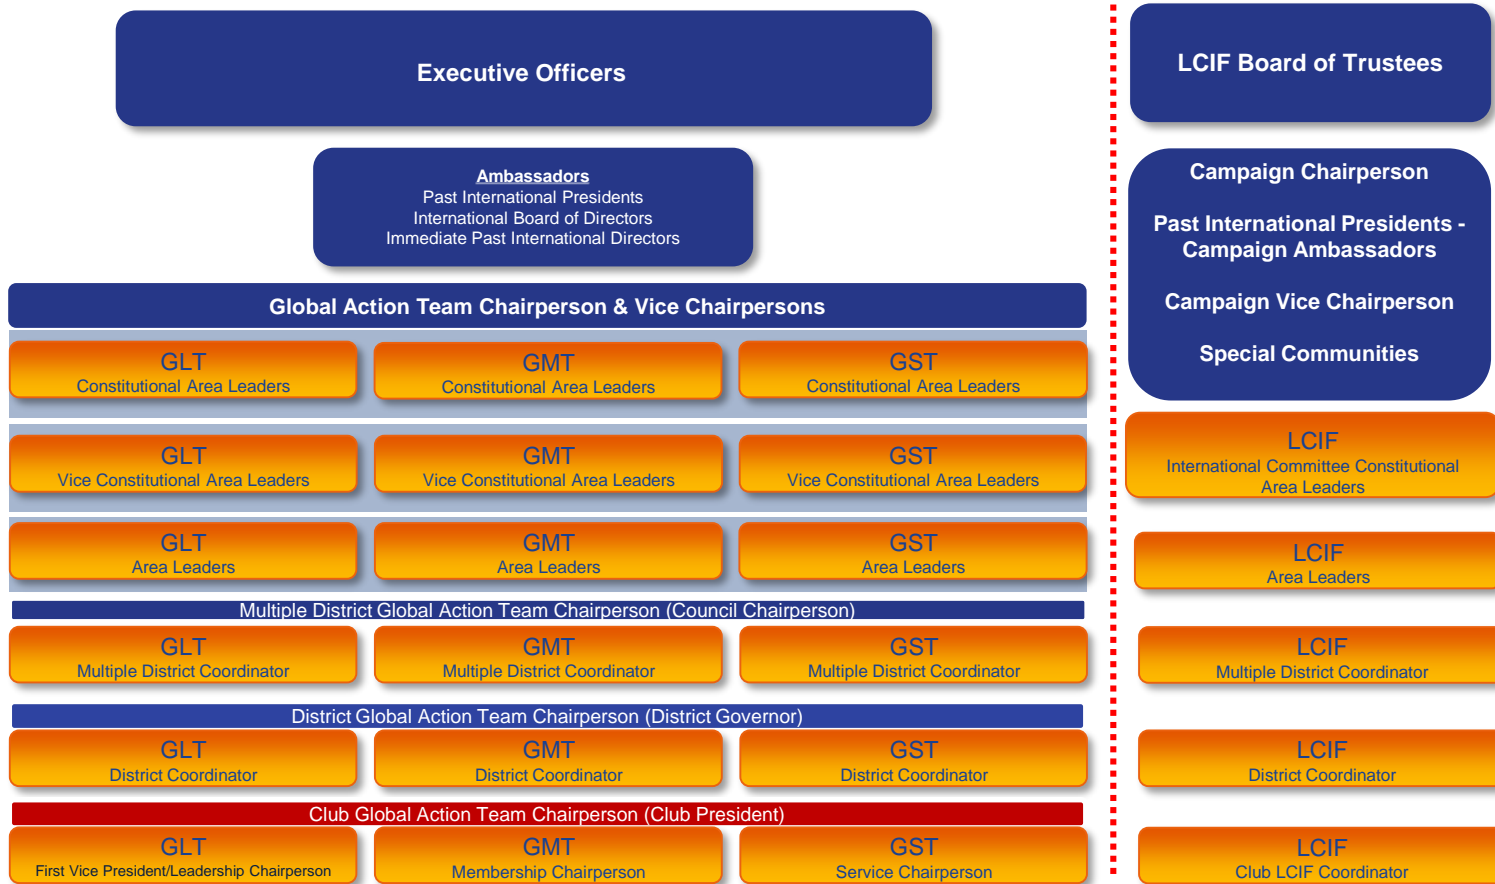 Executive Officers
Ambassadors
Past International Presidents
International Board of Directors
Immediate Past International Directors
Global Action Team Chairperson & Vice Chairpersons
GLT
Constitutional Area Leaders
GMT
Constitutional Area Leaders
GST
Constitutional Area Leaders
GLT
Vice Constitutional Area Leaders
GMT
Vice Constitutional Area Leaders
GST
Vice Constitutional Area Leaders
GLT
Area Leaders
GMT
Area Leaders
GST
Area Leaders
Multiple District Global Action Team Chairperson (Council Chairperson)
GLT
Multiple District Coordinator
GMT
Multiple District Coordinator
GST
Multiple District Coordinator
District Global Action Team Chairperson (District Governor)
GLT
District Coordinator
GMT
District Coordinator
GST
District Coordinator
Club Global Action Team Chairperson (Club President)
GLT
First Vice President/Leadership Chairperson
GMT
Membership Chairperson
GST
Service Chairperson
LCIF Board of Trustees
Campaign Chairperson
Past International Presidents -
Campaign Ambassadors
Campaign Vice Chairperson
Special Communities
LCIF
International Committee Constitutional
Area Leaders
LCIF
Area Leaders
LCIF
Multiple District Coordinator
LCIF
District Coordinator
LCIF
Club LCIF Coordinator